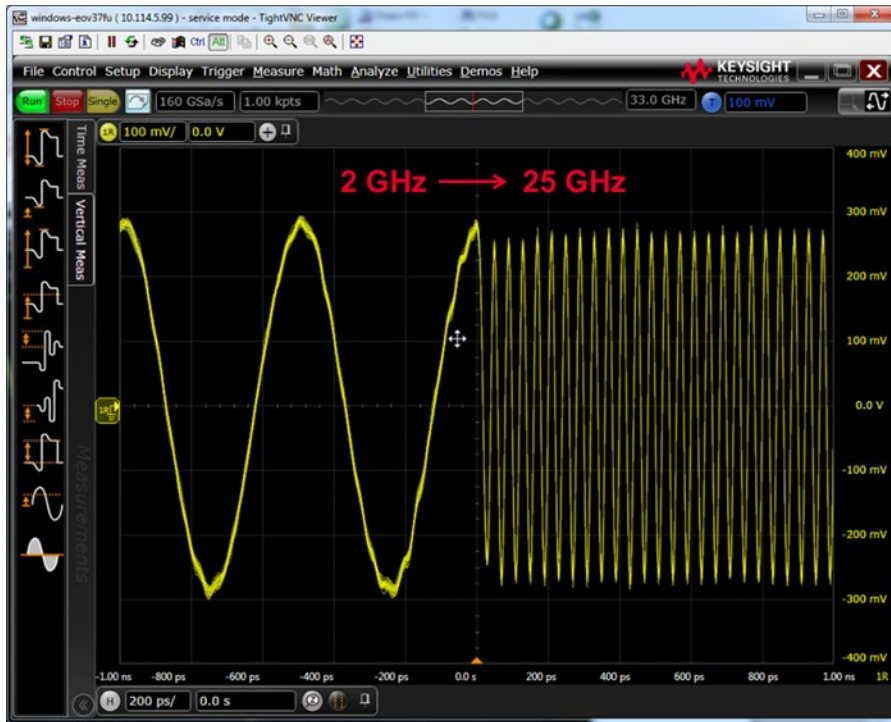 windows-eov37fu ( 10.114.5.99 ) - service mode - TightVNC Viewer
Ctrl Alt
File Control Setup Display Trigger Measure Math Analyze Utilities Demos Help
KEYSIGHT
TECHNOLOGIES
Run Stop Single 160 GSa/s 1.00 kpts 33.0 GHz T 100 mV
1R 100 mV/ 0.0 V
Time Meas
Vertical Meas
Measurements
2 GHz → 25 GHz
400 mV
300 mV
200 mV
100 mV
0.0 V
-100 mV
-200 mV
-300 mV
-400 mV
1R
-1.00 ns -800 ps -600 ps -400 ps -200 ps 0.0 s 200 ps 400 ps 600 ps 800 ps 1.00 ns 1R
H 200 ps/ 0.0 s